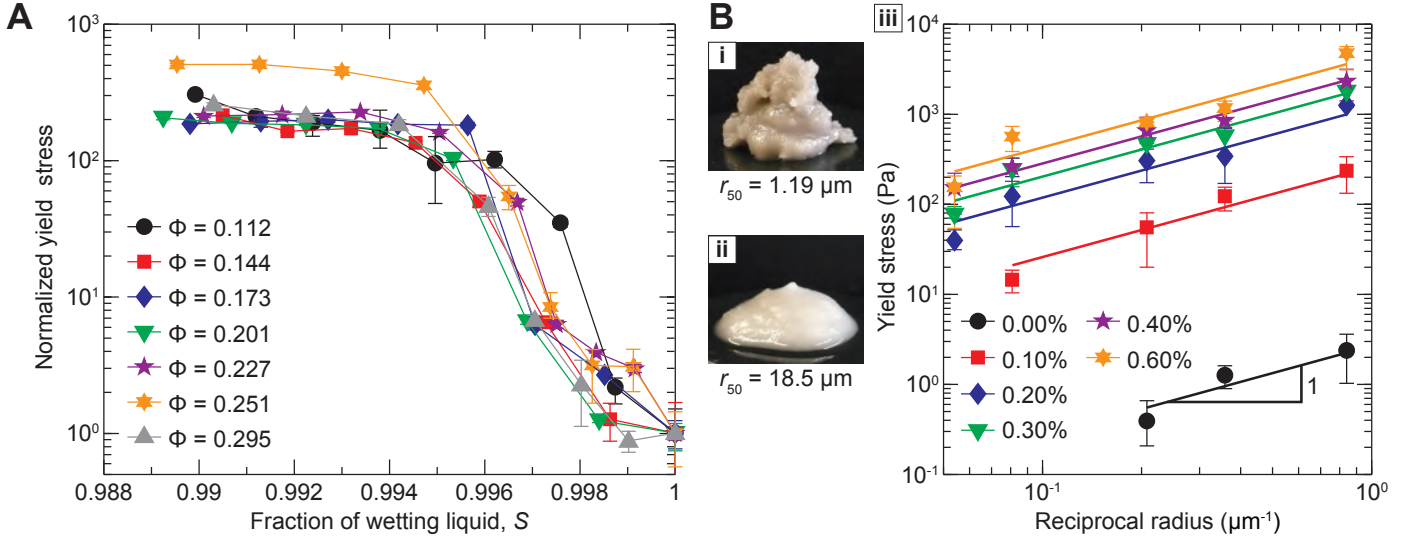 A
10³
10²
10¹
10⁰
Normalized yield stress
Φ = 0.112
Φ = 0.144
Φ = 0.173
Φ = 0.201
Φ = 0.227
Φ = 0.251
Φ = 0.295
0.988 0.99 0.992 0.994 0.996 0.998 1
Fraction of wetting liquid, S
B
i
r₅₀ = 1.19 µm
ii
r₅₀ = 18.5 µm
iii
10⁴
10³
10²
10¹
10⁰
10⁻¹
Yield stress (Pa)
0.00% 0.40%
0.10% 0.60%
0.20%
0.30%
1
10⁻¹ 10⁰
Reciprocal radius (µm⁻¹)